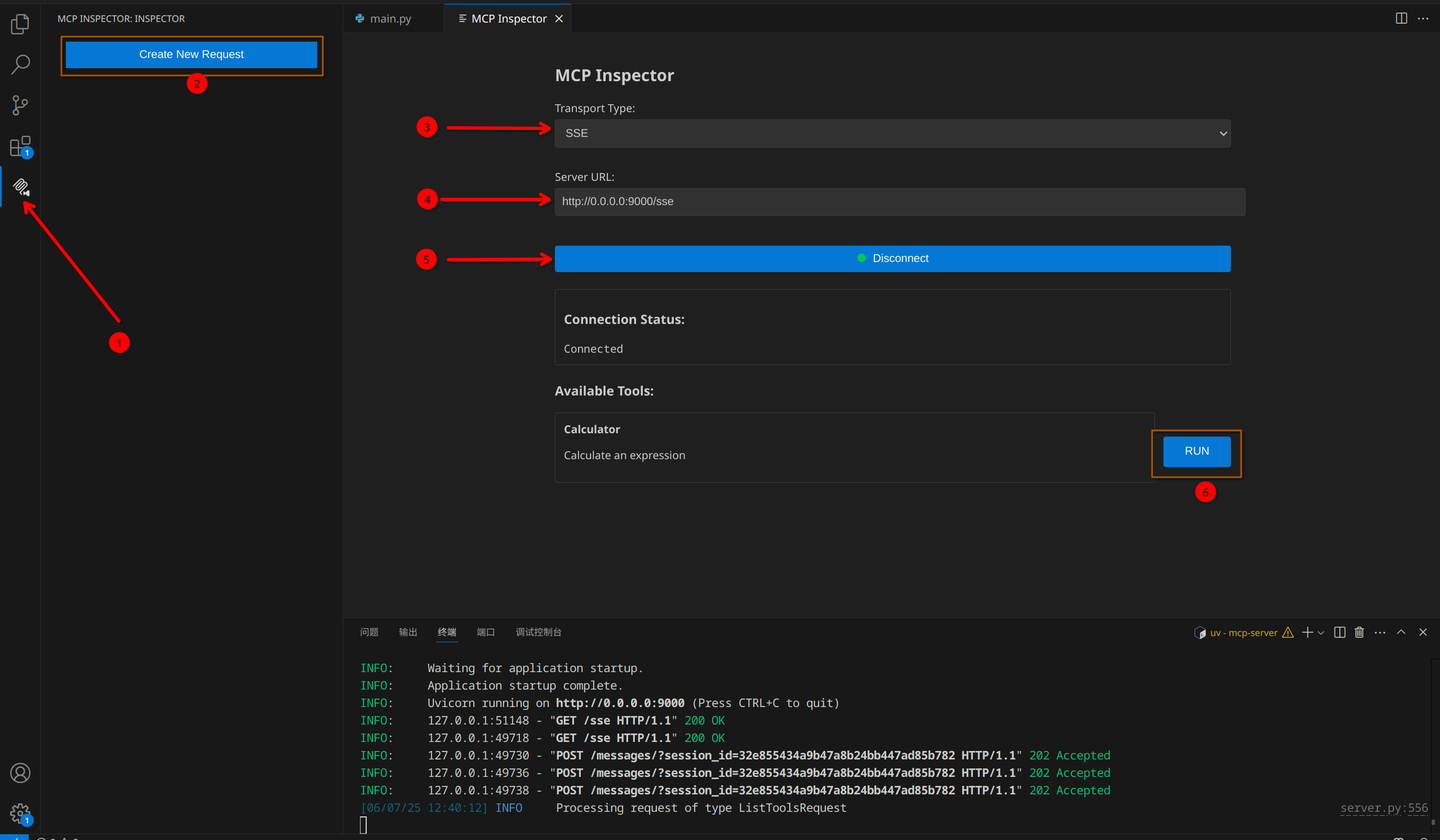 MCP INSPECTOR: INSPECTOR
Create New Request
2
1
1
1
main.py
MCP Inspector
MCP Inspector
Transport Type:
3
SSE
Server URL:
4
http://0.0.0.0:9000/sse
5
Disconnect
Connection Status:
Connected
Available Tools:
Calculator
Calculate an expression
RUN
6
问题 输出 终端 端口 调试控制台
uv - mcp-server
INFO: Waiting for application startup.
INFO: Application startup complete.
INFO: Uvicorn running on http://0.0.0.0:9000 (Press CTRL+C to quit)
INFO: 127.0.0.1:51148 - "GET /sse HTTP/1.1" 200 OK
INFO: 127.0.0.1:49718 - "GET /sse HTTP/1.1" 200 OK
INFO: 127.0.0.1:49730 - "POST /messages/?session_id=32e855434a9b47a8b24bb447ad85b782 HTTP/1.1" 202 Accepted
INFO: 127.0.0.1:49736 - "POST /messages/?session_id=32e855434a9b47a8b24bb447ad85b782 HTTP/1.1" 202 Accepted
INFO: 127.0.0.1:49738 - "POST /messages/?session_id=32e855434a9b47a8b24bb447ad85b782 HTTP/1.1" 202 Accepted
[06/07/25 12:40:12] INFO Processing request of type ListToolsRequest server.py:556